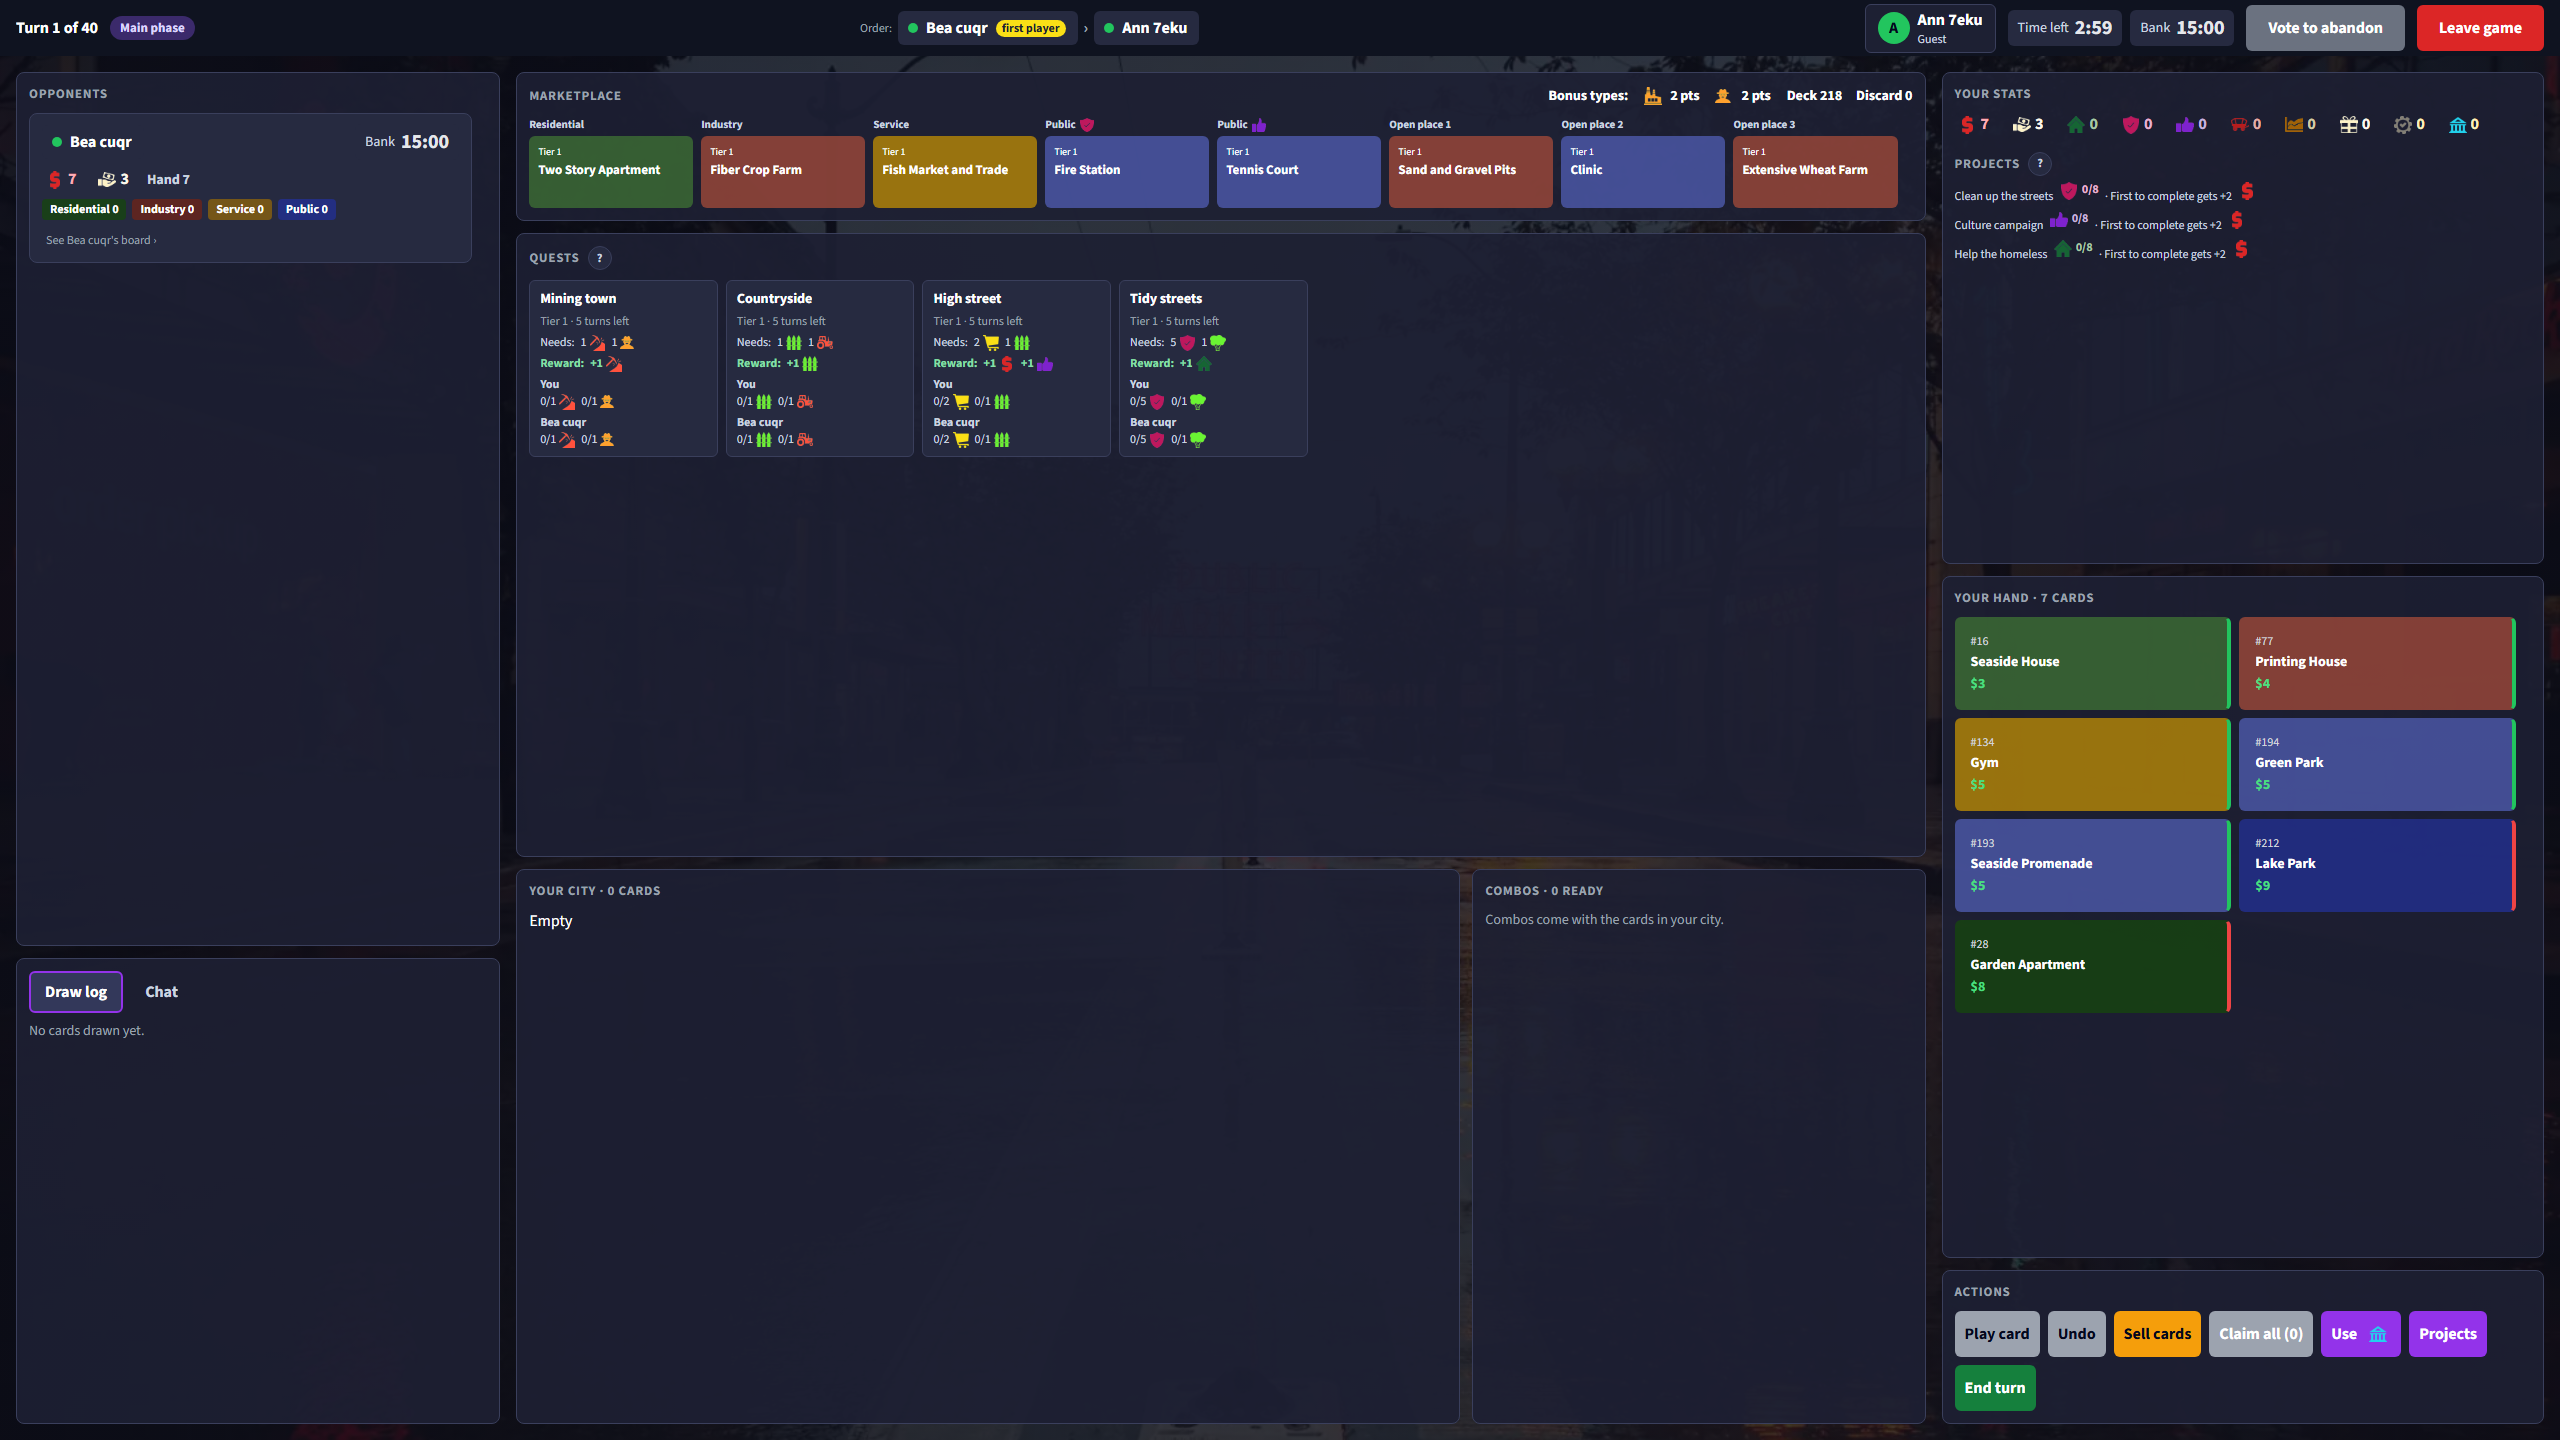 Turn 1 of 40 Main phase
Order: Bea cuqr first player › Ann 7eku
A Ann 7eku
Guest
Time left 2:59
Bank 15:00
Vote to abandon
Leave game
OPPONENTS
Bea cuqr Bank 15:00
7 3 Hand 7
Residential 0 Industry 0 Service 0 Public 0
See Bea cuqr's board ›
MARKETPLACE
Bonus types: 2 pts 2 pts Deck 218 Discard 0
Residential Industry Service Public Public Open place 1 Open place 2 Open place 3
Tier 1 Tier 1 Tier 1 Tier 1 Tier 1 Tier 1 Tier 1 Tier 1
Two Story Apartment Fiber Crop Farm Fish Market and Trade Fire Station Tennis Court Sand and Gravel Pits Clinic Extensive Wheat Farm
QUESTS ?
Mining town
Tier 1 · 5 turns left
Needs: 1 1
Reward: +1
You
0/1 0/1
Bea cuqr
0/1 0/1
Countryside
Tier 1 · 5 turns left
Needs: 1 1
Reward: +1
You
0/1 0/1
Bea cuqr
0/1 0/1
High street
Tier 1 · 5 turns left
Needs: 2 1
Reward: +1 +1
You
0/2 0/1
Bea cuqr
0/2 0/1
Tidy streets
Tier 1 · 5 turns left
Needs: 5 1
Reward: +1
You
0/5 0/1
Bea cuqr
0/5 0/1
YOUR STATS
7 3 0 0 0 0 0 0 0 0
PROJECTS ?
Clean up the streets 0/8 · First to complete gets +2
Culture campaign 0/8 · First to complete gets +2
Help the homeless 0/8 · First to complete gets +2
YOUR HAND · 7 CARDS
#16
Seaside House
$3
#77
Printing House
$4
#134
Gym
$5
#194
Green Park
$5
#193
Seaside Promenade
$5
#212
Lake Park
$9
#28
Garden Apartment
$8
YOUR CITY · 0 CARDS
Empty
COMBOS · 0 READY
Combos come with the cards in your city.
Draw log Chat
No cards drawn yet.
ACTIONS
Play card Undo Sell cards Claim all (0) Use Projects
End turn